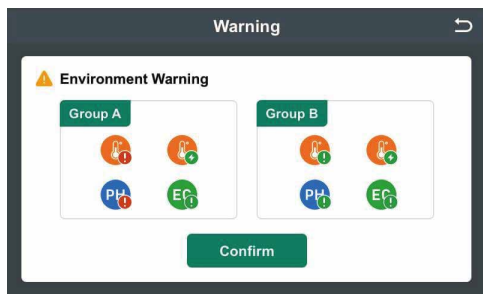 Warning
Environment Warning
Group A
Group B
PH
EC
PH
EC
Confirm